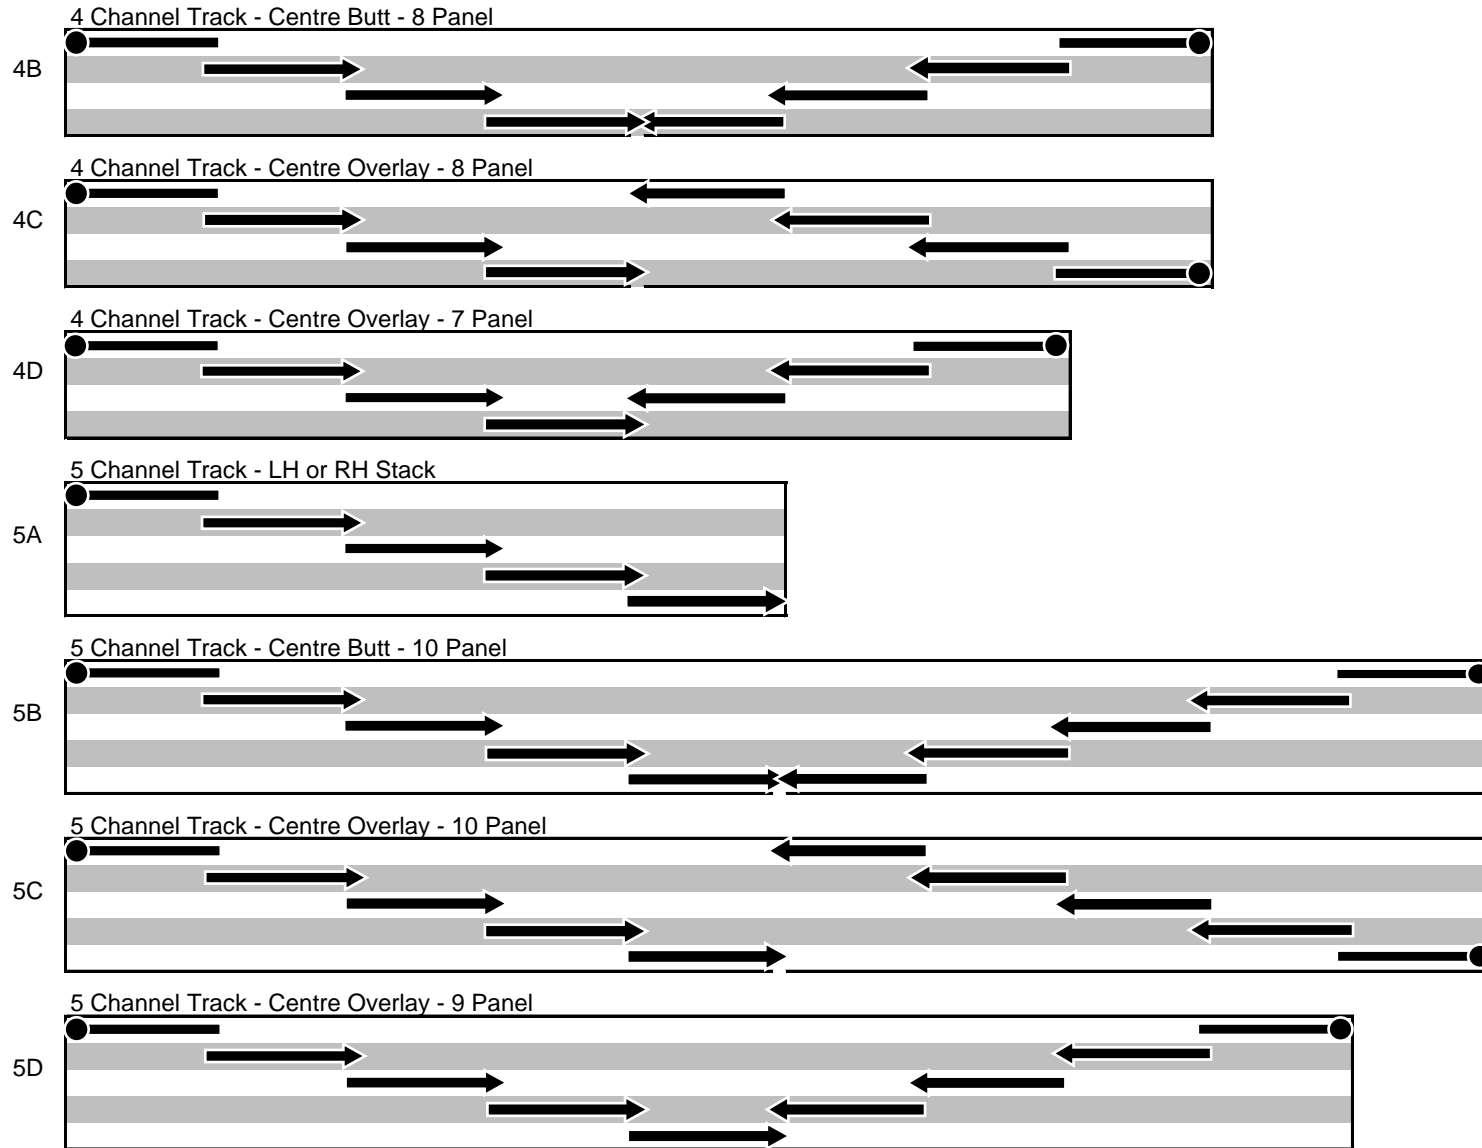 4 Channel Track - Centre Butt - 8 Panel
4B
4 Channel Track - Centre Overlay - 8 Panel
4C
4 Channel Track - Centre Overlay - 7 Panel
4D
5 Channel Track - LH or RH Stack
5A
5 Channel Track - Centre Butt - 10 Panel
5B
5 Channel Track - Centre Overlay - 10 Panel
5C
5 Channel Track - Centre Overlay - 9 Panel
5D